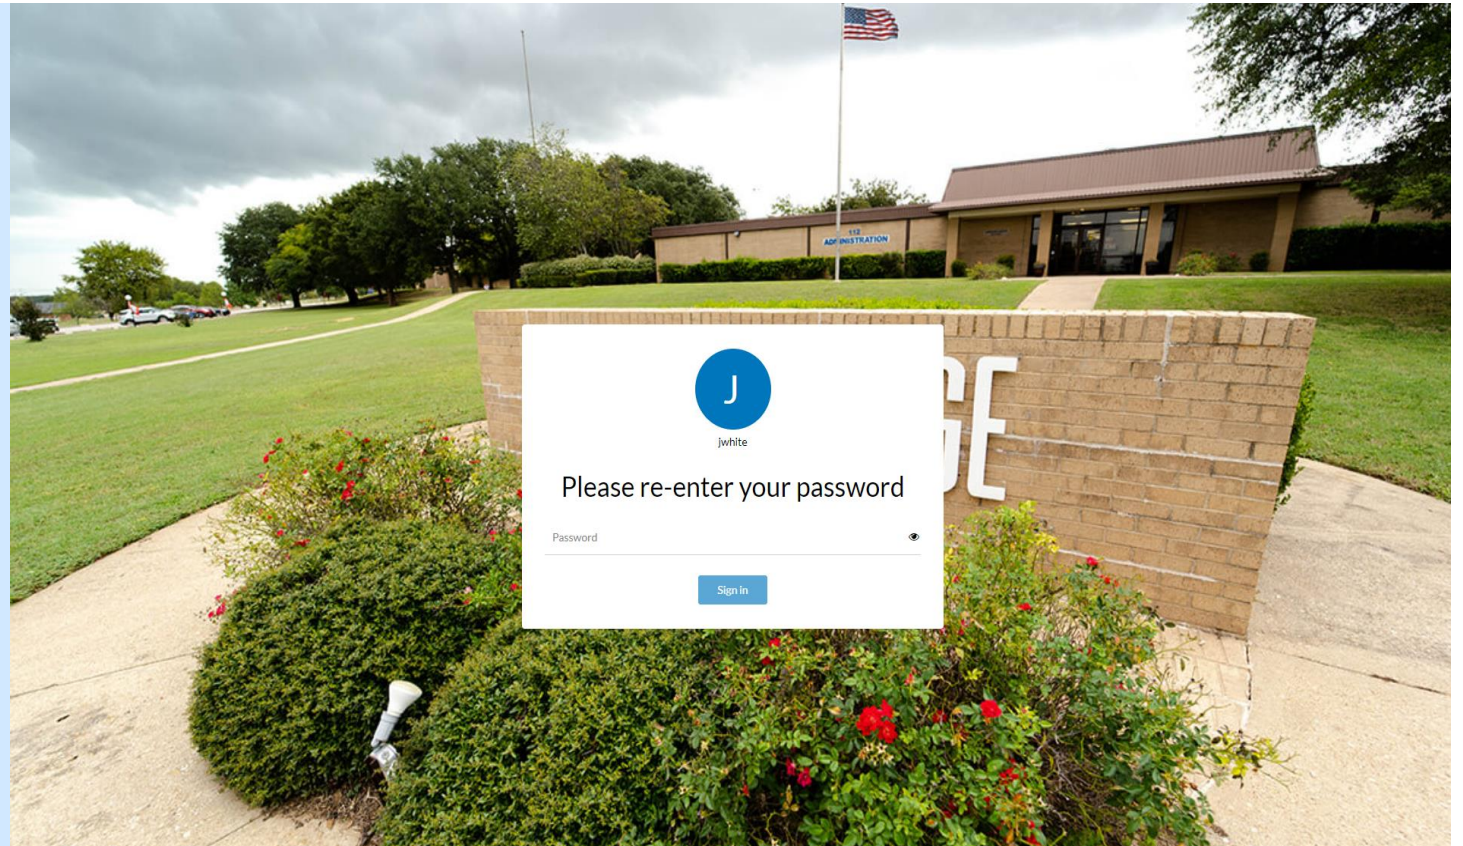 112
ADMINISTRATION
GE
J
jwhite
Please re-enter your password
Password
Sign in